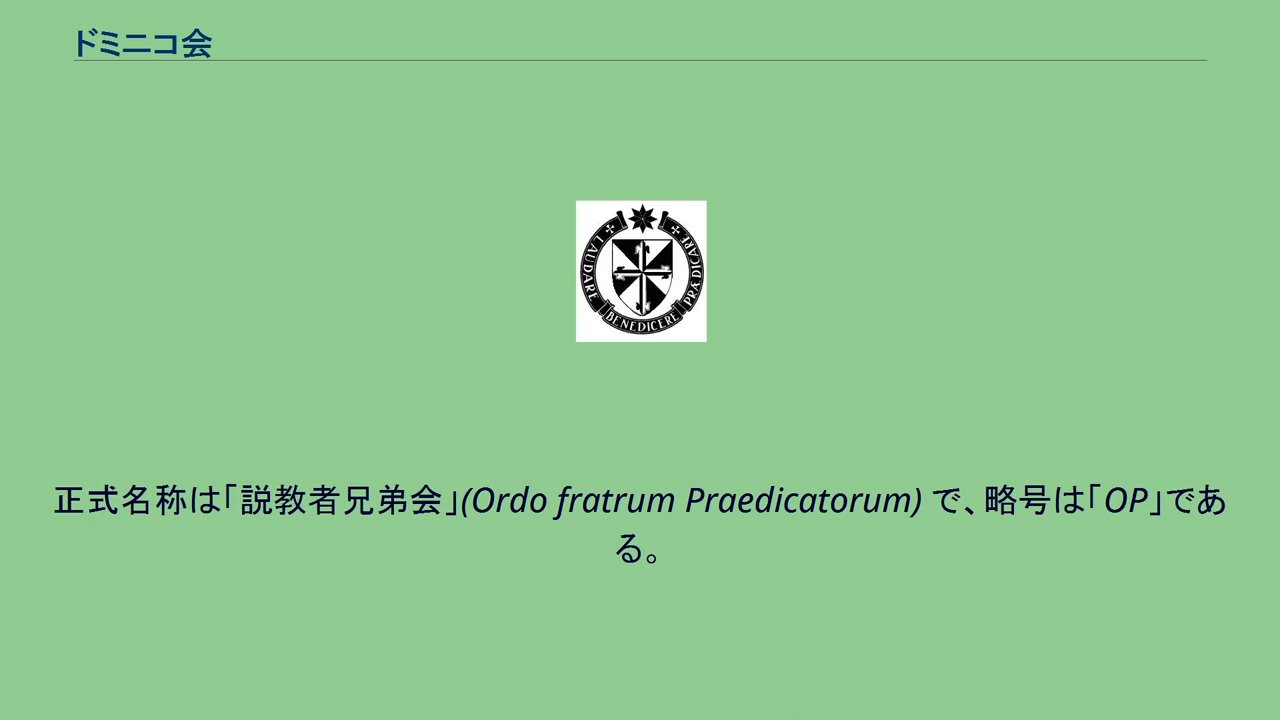 ドミニコ会
LAUDARE
BENEDICERE
PRÆDICARE
正式名称は「説教者兄弟会」(Ordo fratrum Praedicatorum) で、略号は「OP」であ
る。